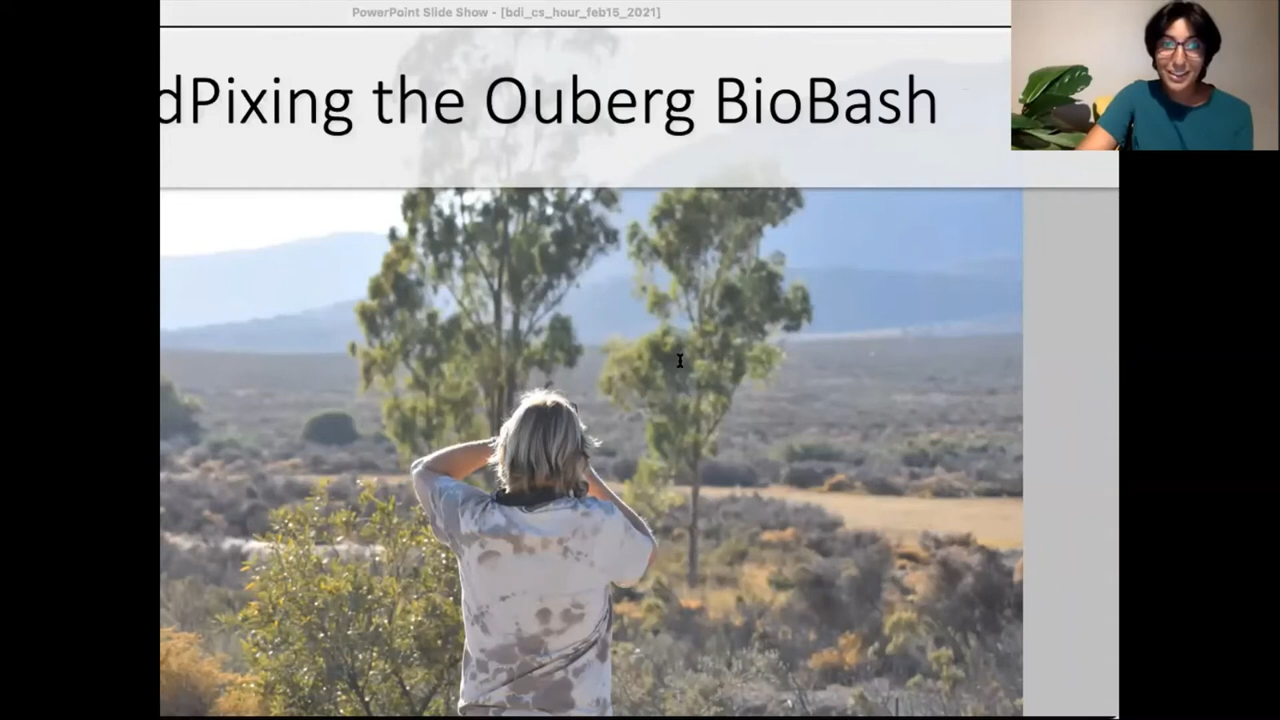 PowerPoint Slide Show - [bdi_cs_hour_feb15_2021]
dPixing the Ouberg BioBash